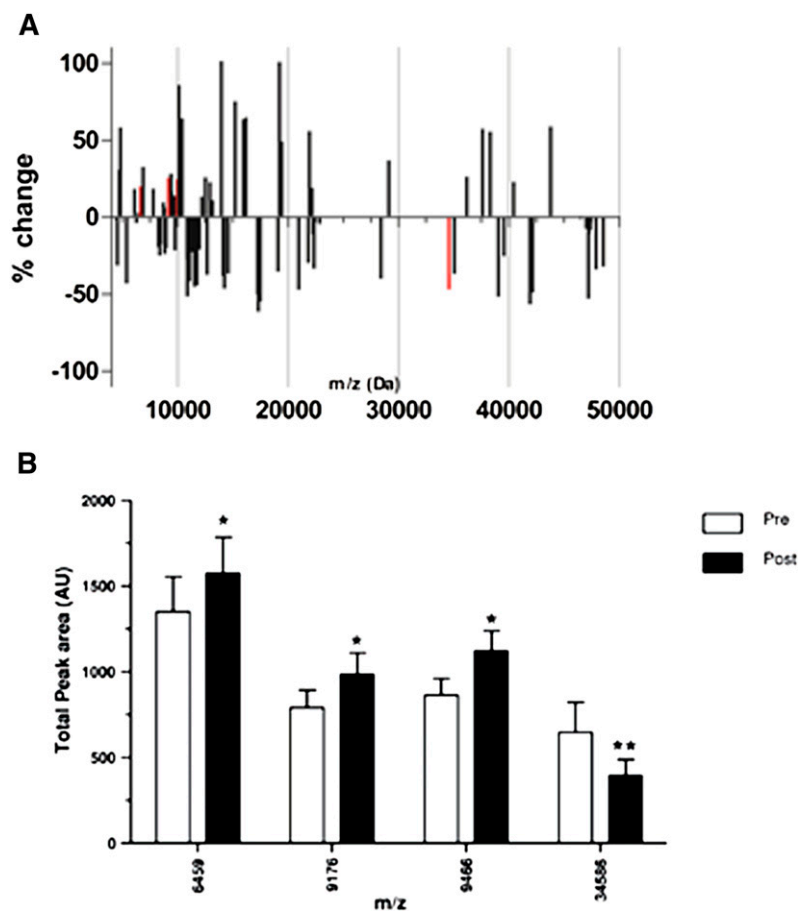 A
% change
100
50
0
-50
-100
m/z (Da)
10000 20000 30000 40000 50000
B
Total Peak area (AU)
2000
1500
1000
500
0
* * * **
6459 9176 9466 34586
m/z
Pre
Post